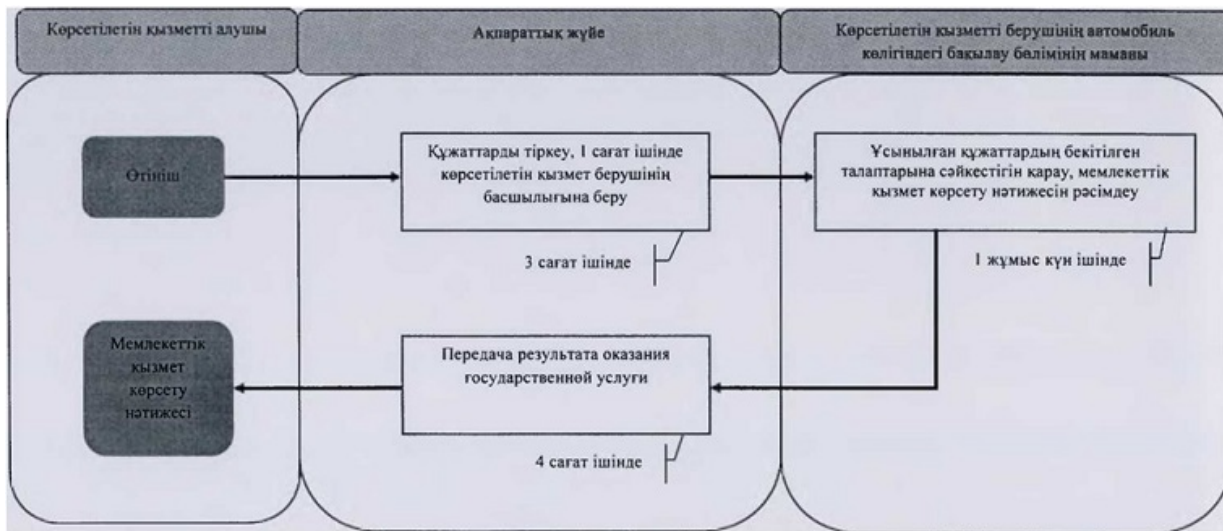 Көрсетілетін қызметті алушы
Ақпараттық жүйе
Көрсетілетін қызметті берушінің автомобиль
көлігіндегі бақылау бөлімінің маманы
Өтініш
Құжаттарды тіркеу, 1 сағат ішінде
көрсетілетін қызмет берушінің
басшылығына беру
3 сағат ішінде
Ұсынылған құжаттардың бекітілген
талаптарына сәйкестігін қарау, мемлекеттік
қызмет көрсету нәтижесін рәсімдеу
1 жұмыс күн ішінде
Мемлекеттік
қызмет
көрсету
нәтижесі
Передача результата оказания
государственной услуги
4 сағат ішінде